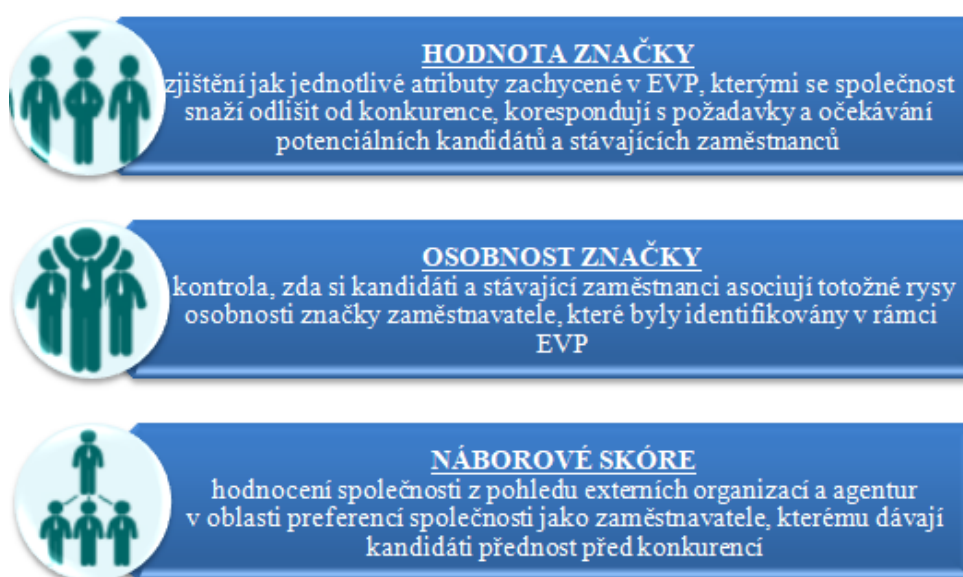 HODNOTA ZNAČKY
zjištění jak jednotlivé atributy zachycené v EVP, kterými se společnost
snaží odlišit od konkurence, korespondují s požadavky a očekávání
potenciálních kandidátů a stávajících zaměstnanců
OSOBNOST ZNAČKY
kontrola, zda si kandidáti a stávající zaměstnanci asociují totožné rysy
osobnosti značky zaměstnavatele, které byly identifikovány v rámci
EVP
NÁBOROVÉ SKÓRE
hodnocení společnosti z pohledu externích organizací a agentur
v oblasti preferencí společnosti jako zaměstnavatele, kterému dávají
kandidáti přednost před konkurencí